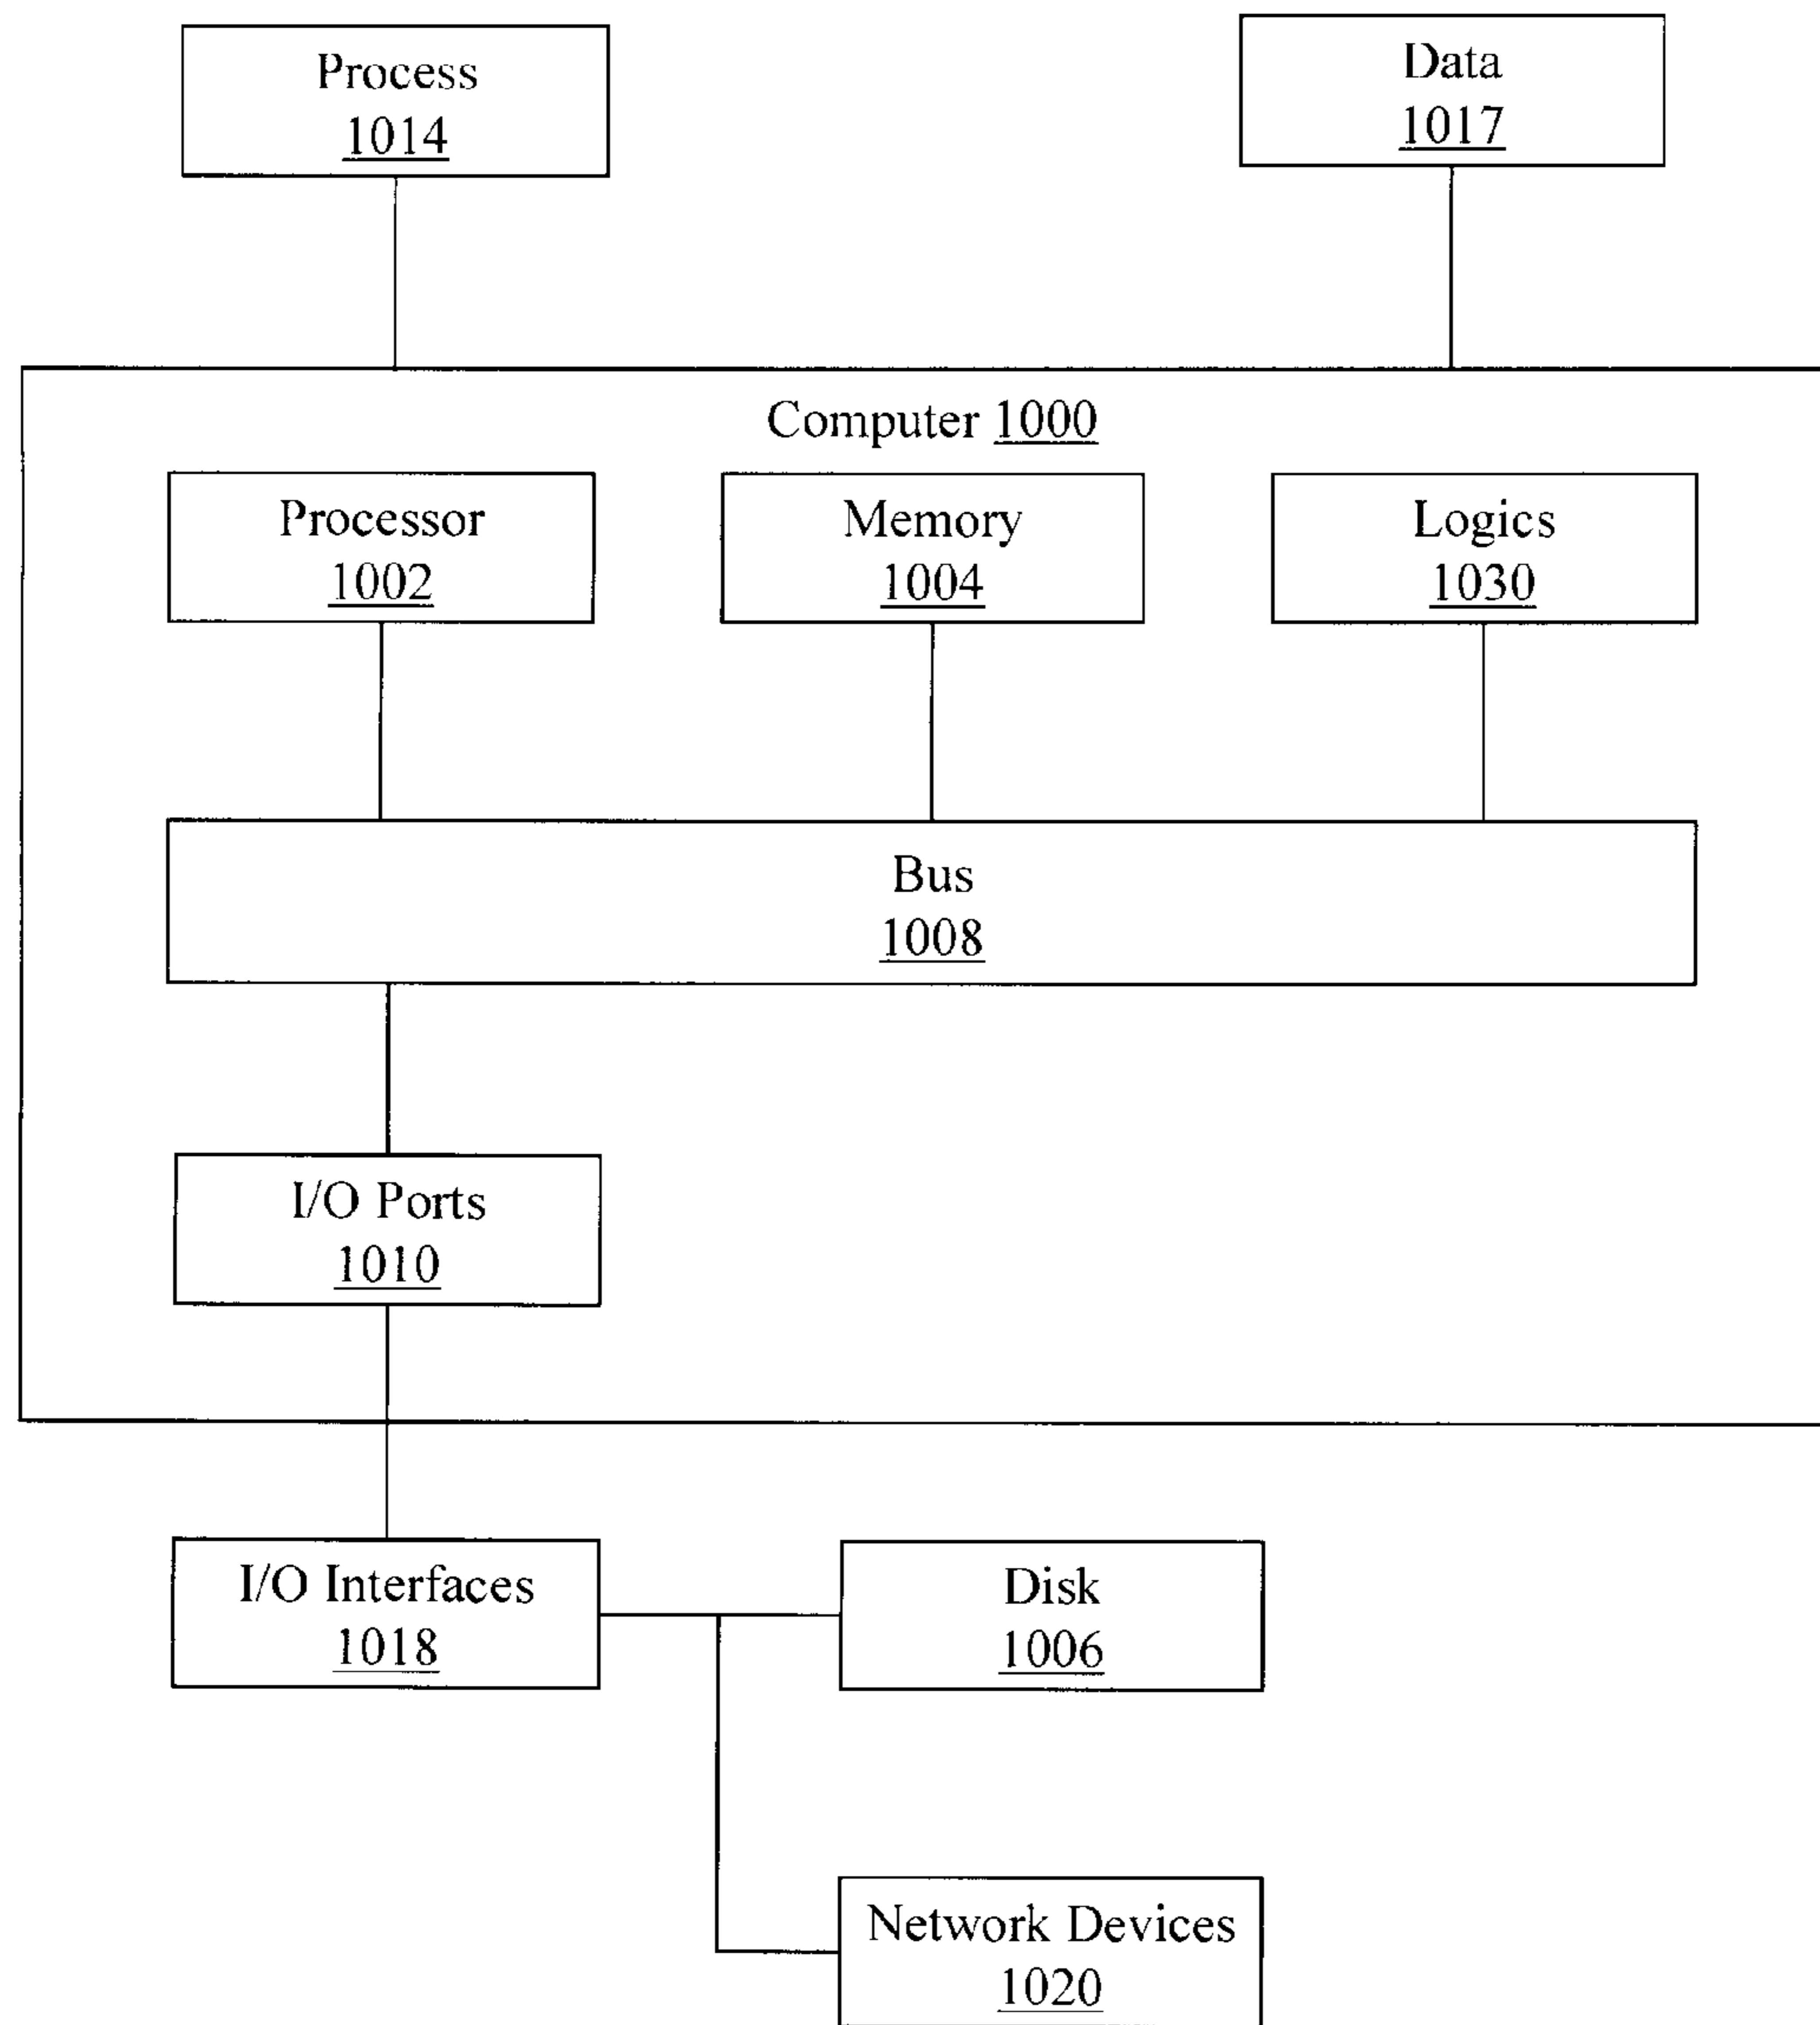 Process
1014
Data
1017
Computer 1000
Processor
1002
Memory
1004
Logics
1030
Bus
1008
I/O Ports
1010
I/O Interfaces
1018
Disk
1006
Network Devices
1020